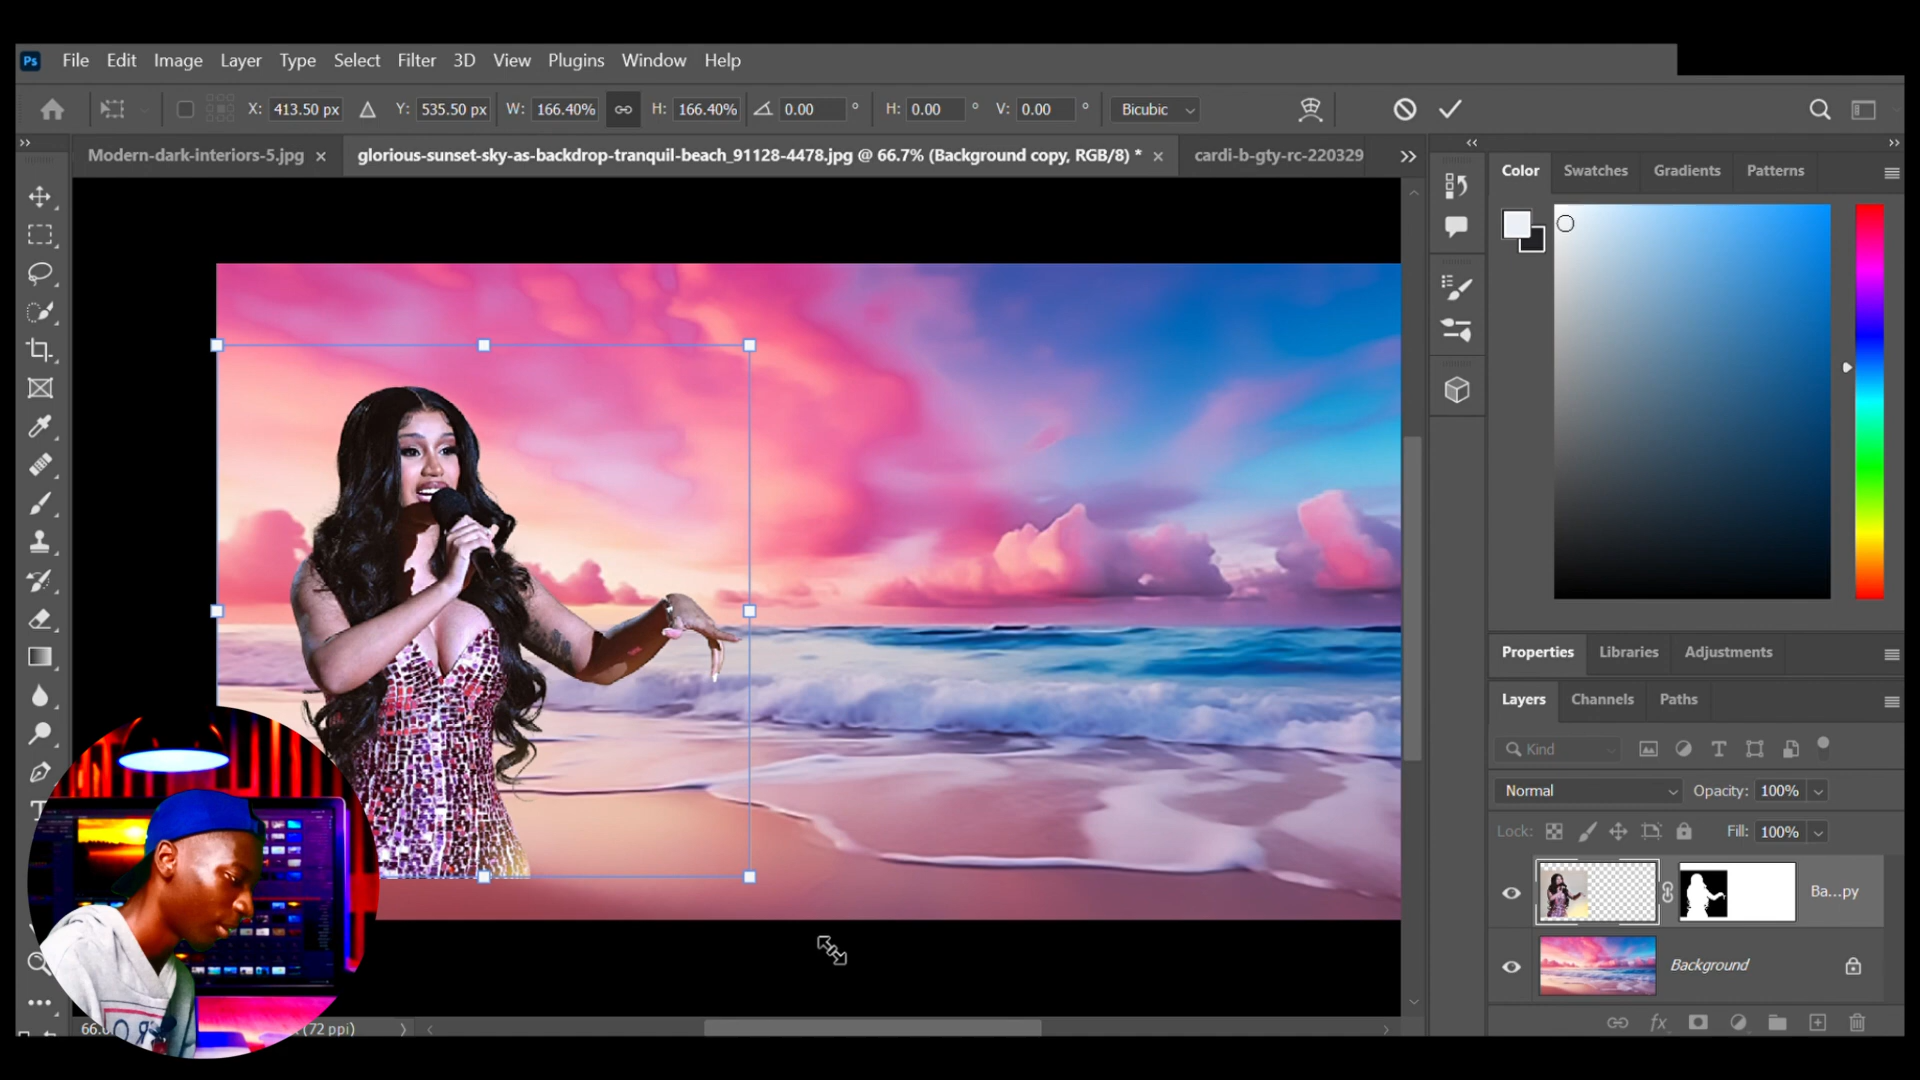 Ps File Edit Image Layer Type Select Filter 3D View Plugins Window Help
X: 413.50 px Y: 535.50 px W: 166.40% H: 166.40% 0.00 ° H: 0.00 ° V: 0.00 ° Bicubic
Modern-dark-interiors-5.jpg × glorious-sunset-sky-as-backdrop-tranquil-beach_91128-4478.jpg @ 66.7% (Background copy, RGB/8) * × cardi-b-gty-rc-220329
Color Swatches Gradients Patterns
Properties Libraries Adjustments
Layers Channels Paths
Kind
Normal Opacity: 100%
Lock: Fill: 100%
Ba...py
Background
fx
(72 ppi)